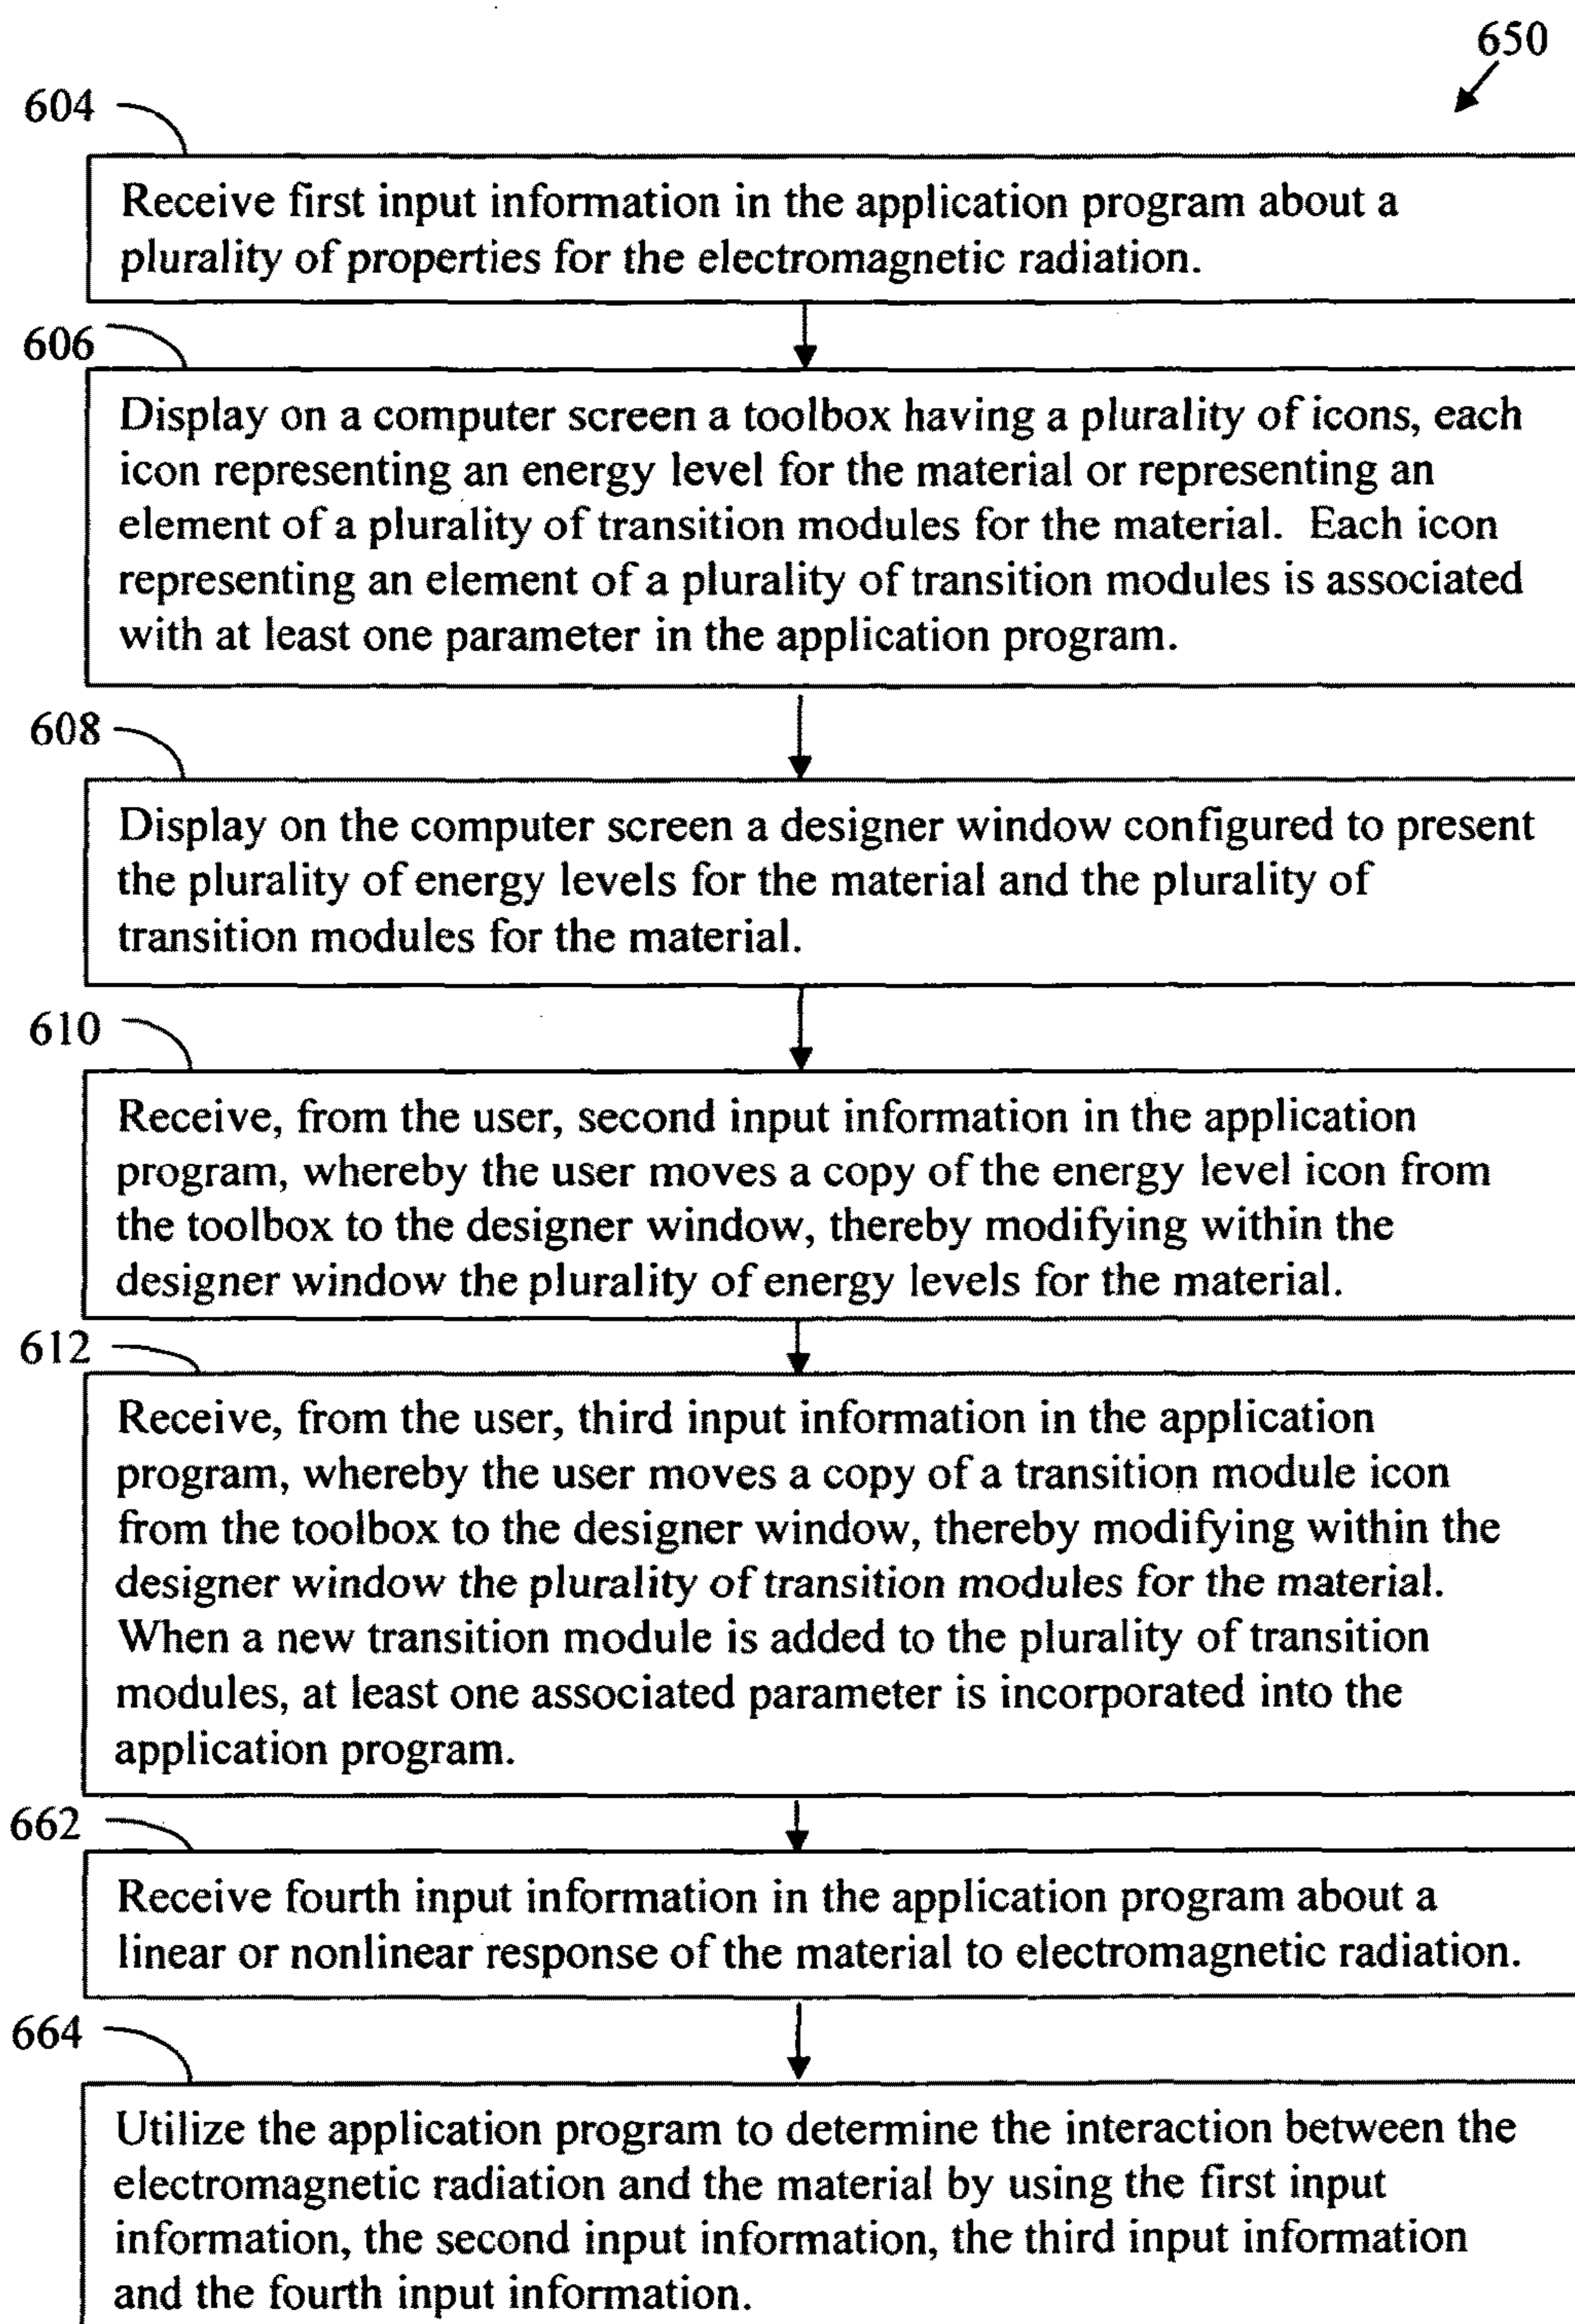 650
604
Receive first input information in the application program about a
plurality of properties for the electromagnetic radiation.
606
Display on a computer screen a toolbox having a plurality of icons, each
icon representing an energy level for the material or representing an
element of a plurality of transition modules for the material.  Each icon
representing an element of a plurality of transition modules is associated
with at least one parameter in the application program.
608
Display on the computer screen a designer window configured to present
the plurality of energy levels for the material and the plurality of
transition modules for the material.
610
Receive, from the user, second input information in the application
program, whereby the user moves a copy of the energy level icon from
the toolbox to the designer window, thereby modifying within the
designer window the plurality of energy levels for the material.
612
Receive, from the user, third input information in the application
program, whereby the user moves a copy of a transition module icon
from the toolbox to the designer window, thereby modifying within the
designer window the plurality of transition modules for the material.
When a new transition module is added to the plurality of transition
modules, at least one associated parameter is incorporated into the
application program.
662
Receive fourth input information in the application program about a
linear or nonlinear response of the material to electromagnetic radiation.
664
Utilize the application program to determine the interaction between the
electromagnetic radiation and the material by using the first input
information, the second input information, the third input information
and the fourth input information.